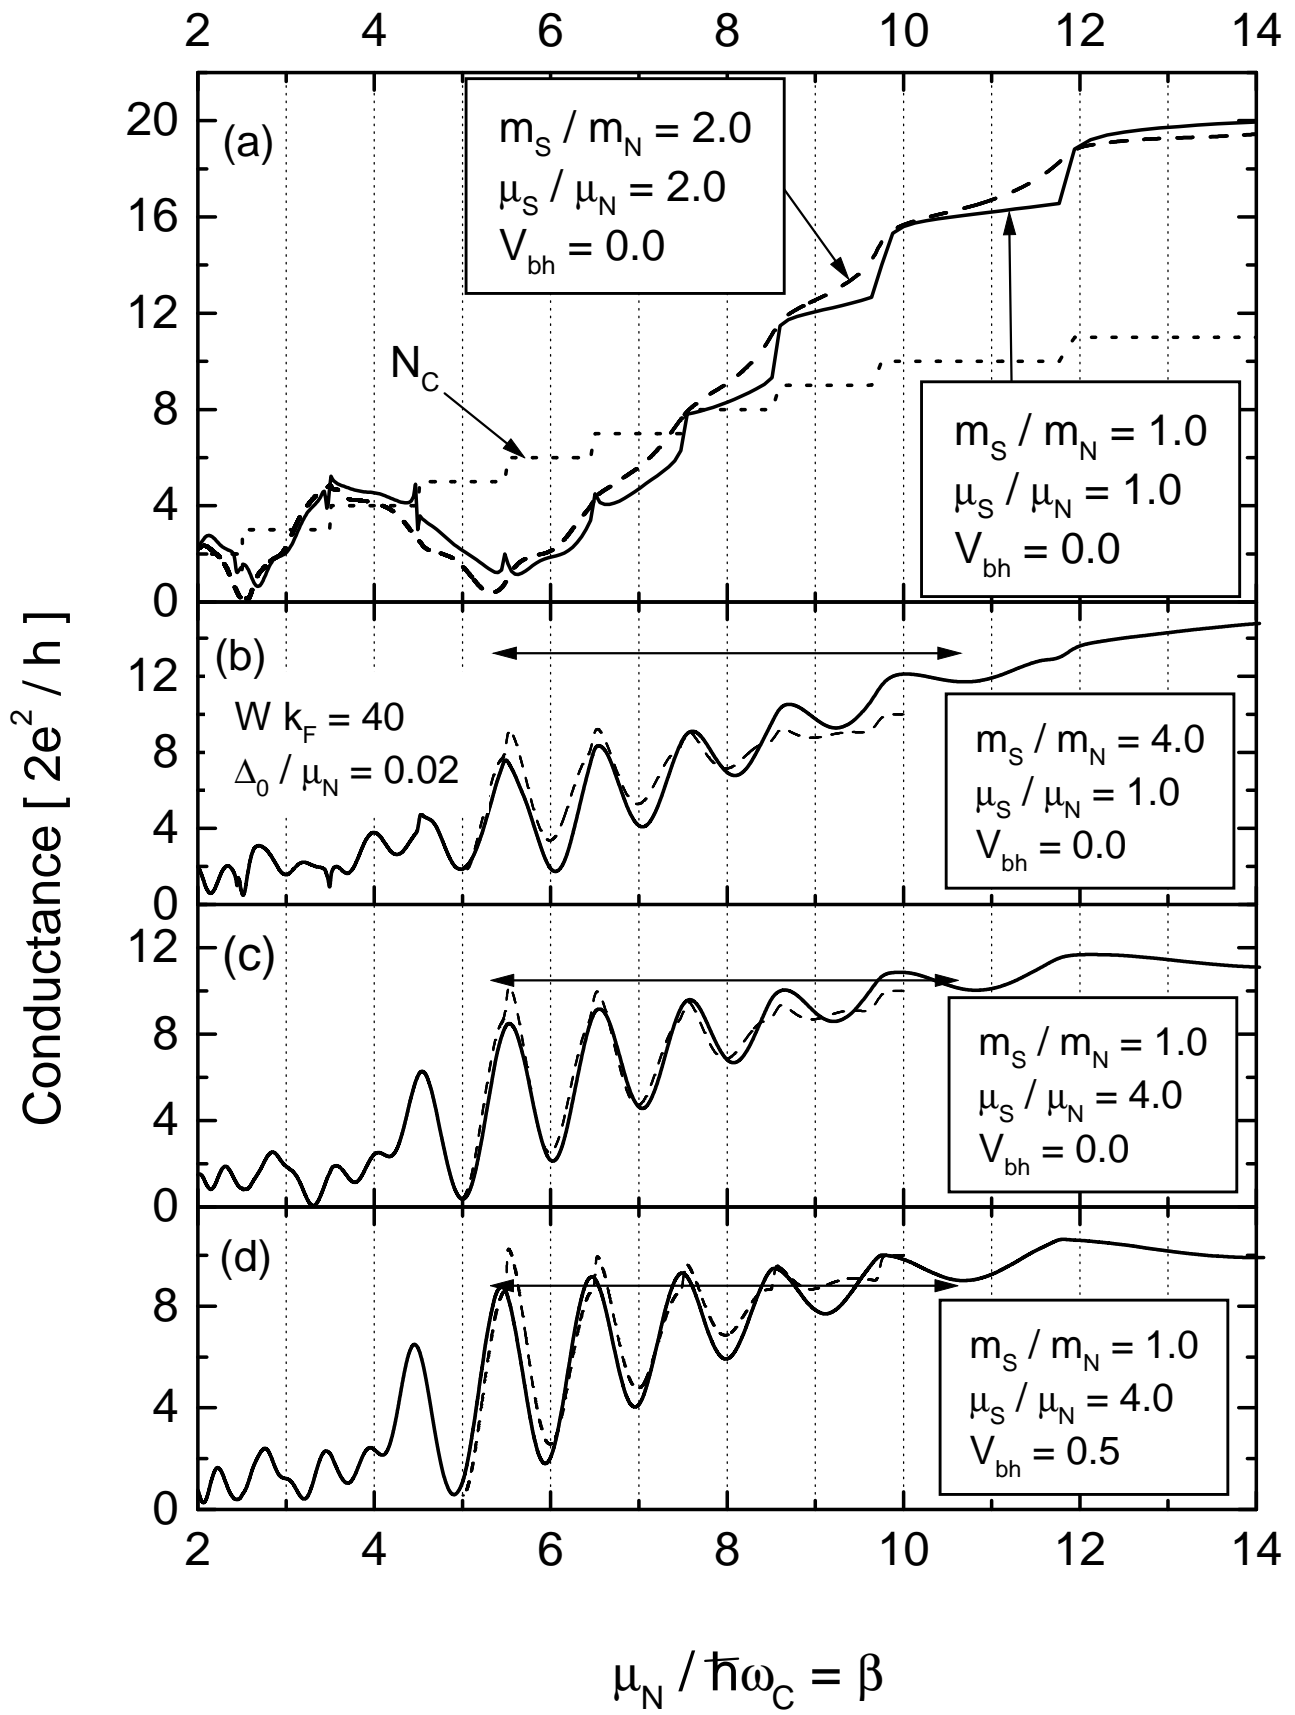 2 4 6 8 10 12 14
20
16
12
8
4
0
(a)
m_S / m_N = 2.0
μ_S / μ_N = 2.0
V_bh = 0.0
N_C
m_S / m_N = 1.0
μ_S / μ_N = 1.0
V_bh = 0.0
Conductance [ 2e² / h ]
12
8
4
0
(b)
W k_F = 40
Δ_0 / μ_N = 0.02
m_S / m_N = 4.0
μ_S / μ_N = 1.0
V_bh = 0.0
12
8
4
0
(c)
m_S / m_N = 1.0
μ_S / μ_N = 4.0
V_bh = 0.0
8
4
0
(d)
m_S / m_N = 1.0
μ_S / μ_N = 4.0
V_bh = 0.5
2 4 6 8 10 12 14
μ_N / ħω_C = β